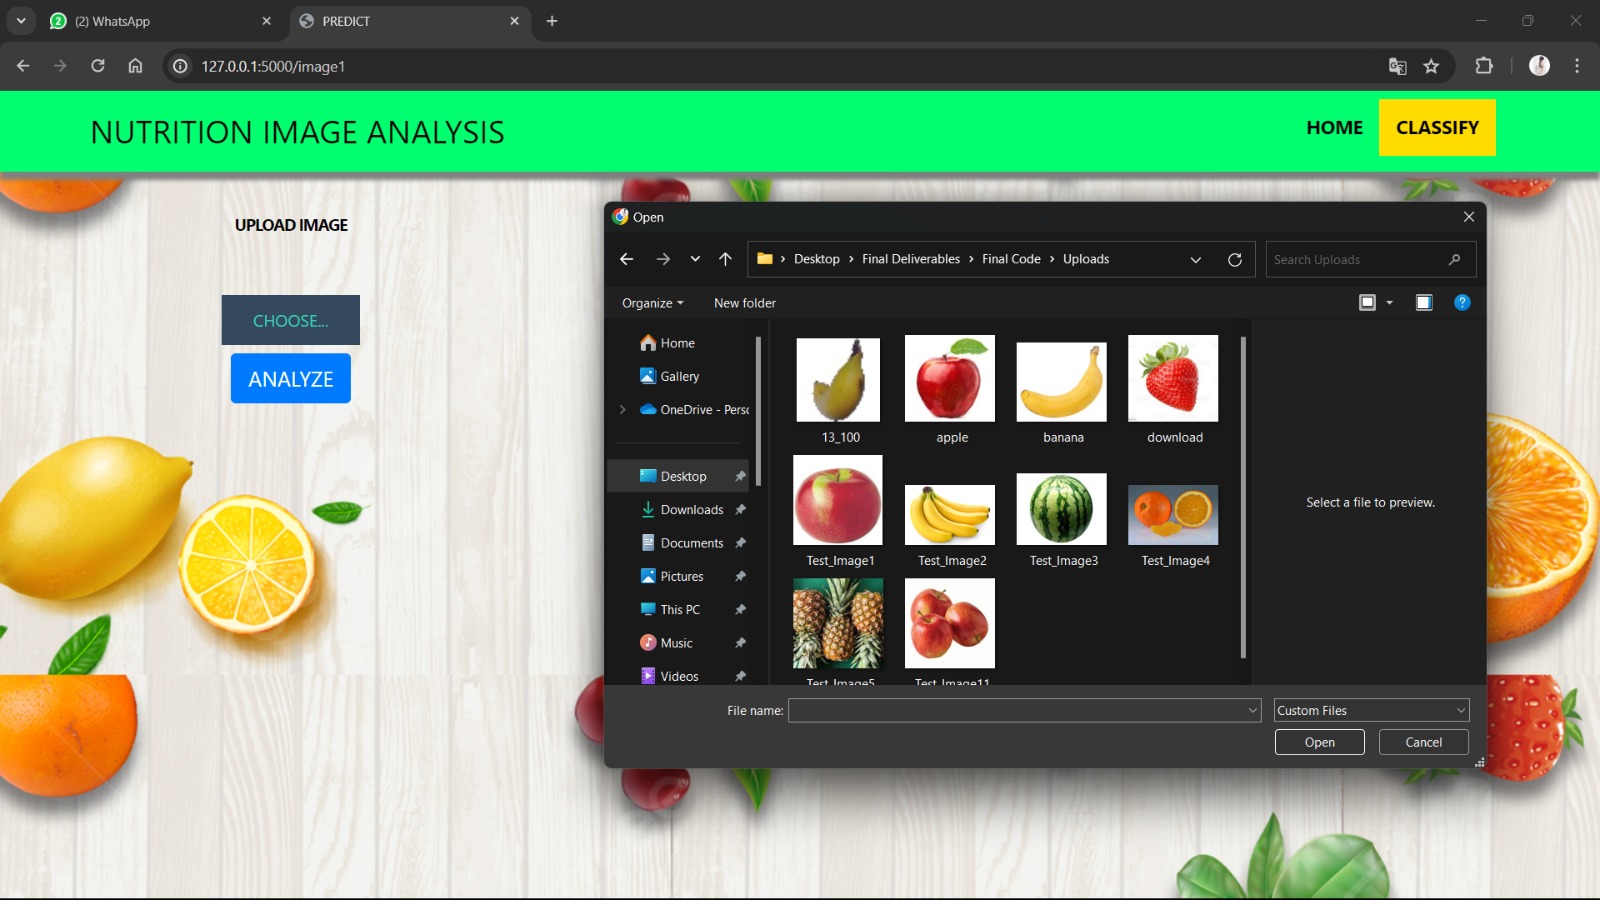 2
(2) WhatsApp
PREDICT
127.0.0.1:5000/image1
NUTRITION IMAGE ANALYSIS
HOME
CLASSIFY
UPLOAD IMAGE
CHOOSE...
ANALYZE
Open
Desktop > Final Deliverables > Final Code > Uploads
Search Uploads
Organize
New folder
Home
Gallery
OneDrive - Persc
Desktop
Downloads
Documents
Pictures
This PC
Music
Videos
13_100
apple
banana
download
Test_Image1
Test_Image2
Test_Image3
Test_Image4
Test_Image5
Test_Image11
Select a file to preview.
File name:
Custom Files
Open
Cancel